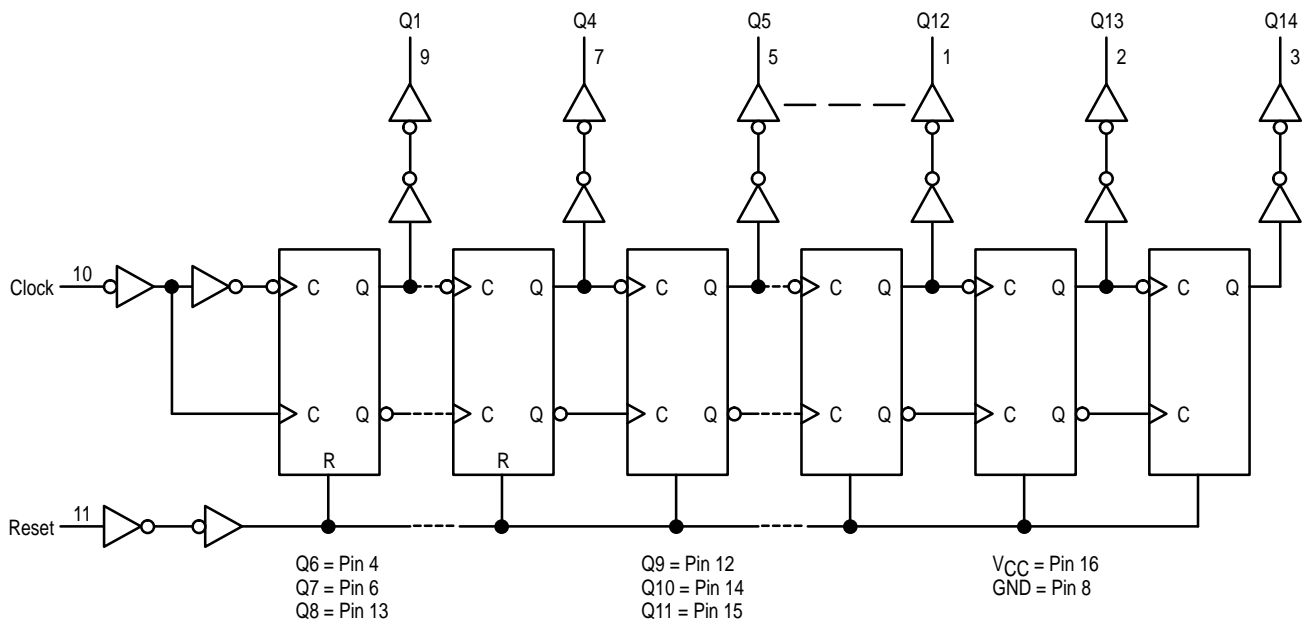 Q1 Q4 Q5 Q12 Q13 Q14
9 7 5 1 2 3
Clock 10 C Q C Q C Q C Q C Q C Q
C Q C Q C Q C Q C Q C
R R
Reset 11
Q6 = Pin 4
Q7 = Pin 6
Q8 = Pin 13
Q9 = Pin 12
Q10 = Pin 14
Q11 = Pin 15
VCC = Pin 16
GND = Pin 8